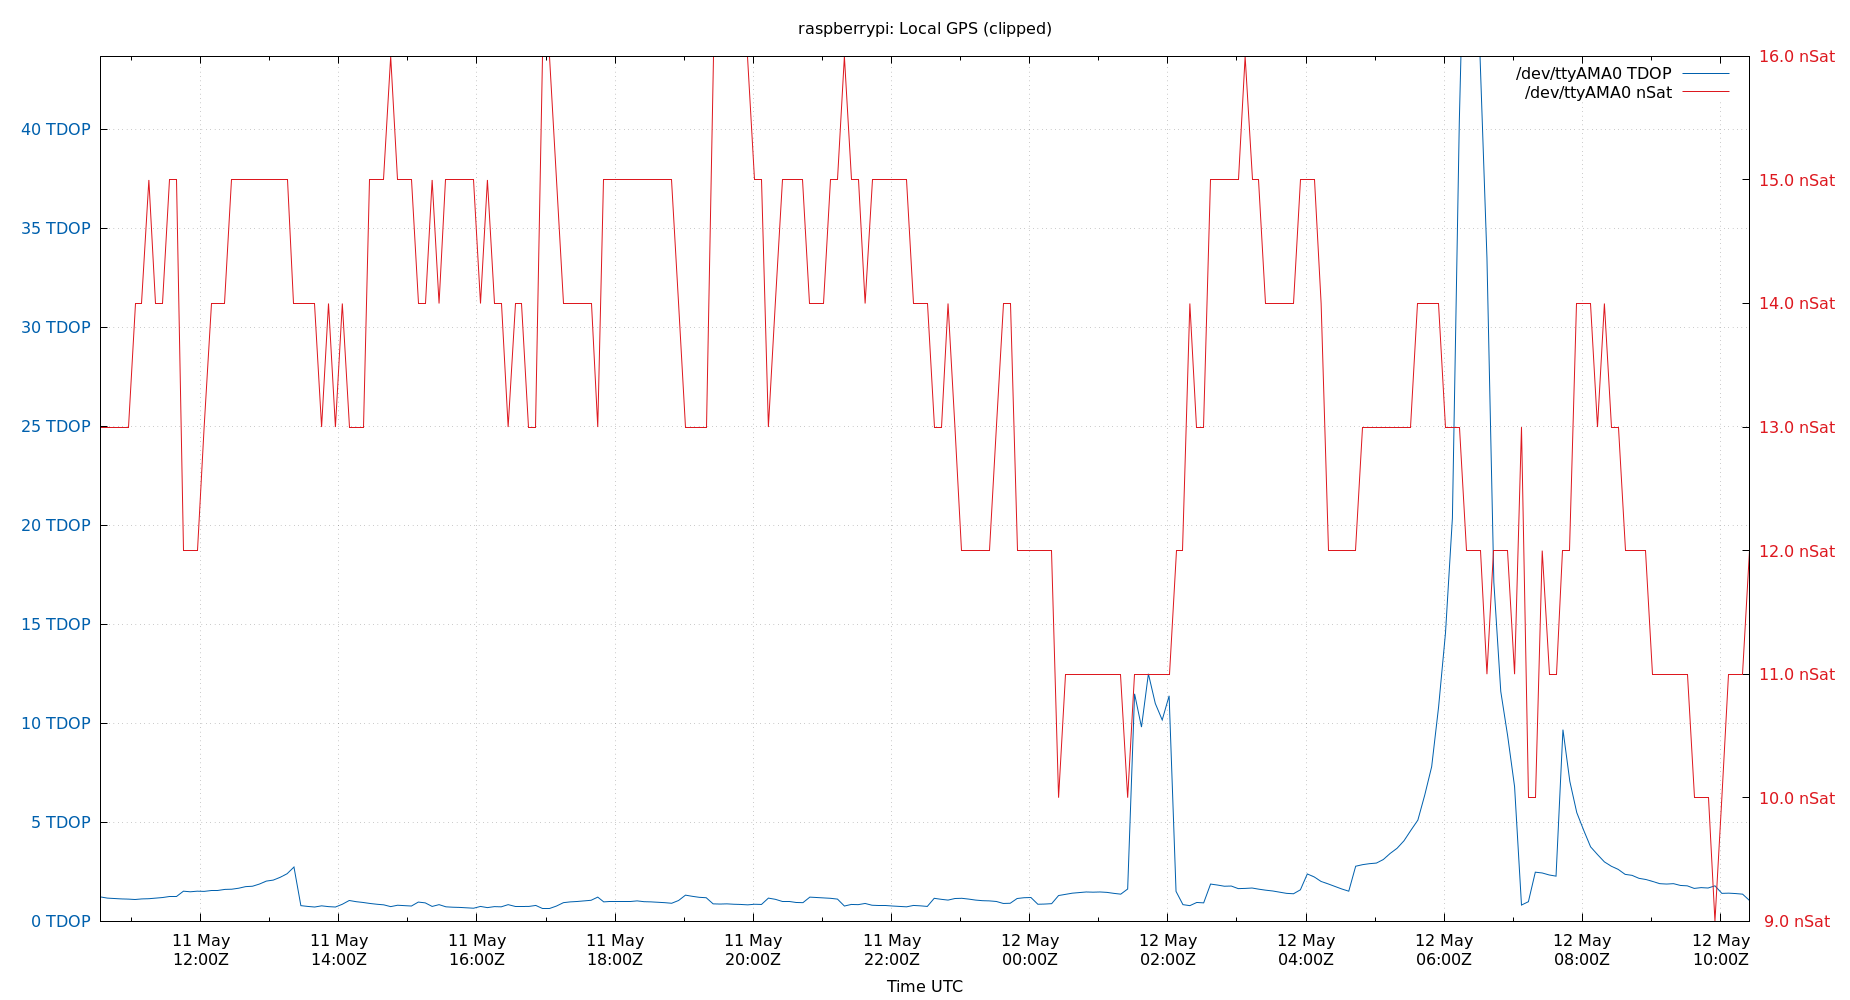 raspberrypi: Local GPS (clipped)
/dev/ttyAMA0 TDOP
/dev/ttyAMA0 nSat
40 TDOP
35 TDOP
30 TDOP
25 TDOP
20 TDOP
15 TDOP
10 TDOP
5 TDOP
0 TDOP
16.0 nSat
15.0 nSat
14.0 nSat
13.0 nSat
12.0 nSat
11.0 nSat
10.0 nSat
9.0 nSat
11 May
12:00Z
11 May
14:00Z
11 May
16:00Z
11 May
18:00Z
11 May
20:00Z
11 May
22:00Z
12 May
00:00Z
12 May
02:00Z
12 May
04:00Z
12 May
06:00Z
12 May
08:00Z
12 May
10:00Z
Time UTC